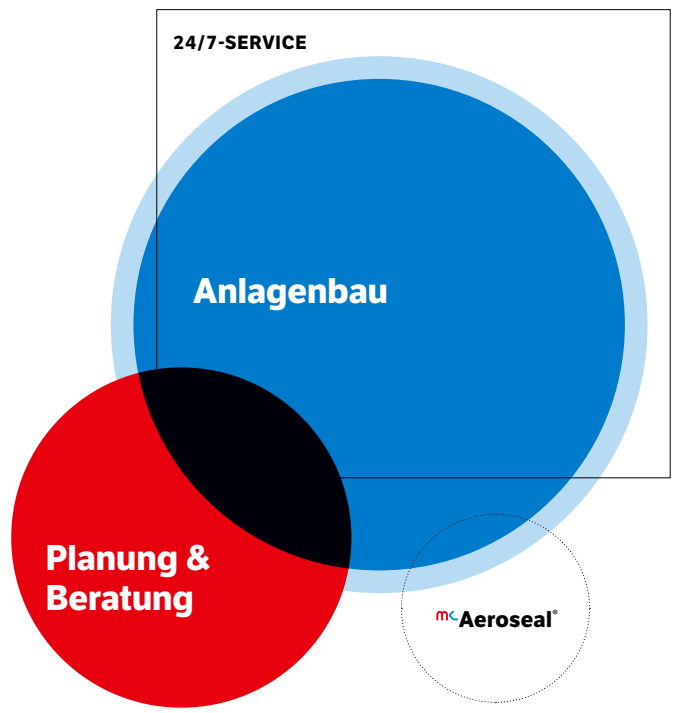 24/7-SERVICE
Anlagenbau
Planung &
Beratung
mc Aeroseal®